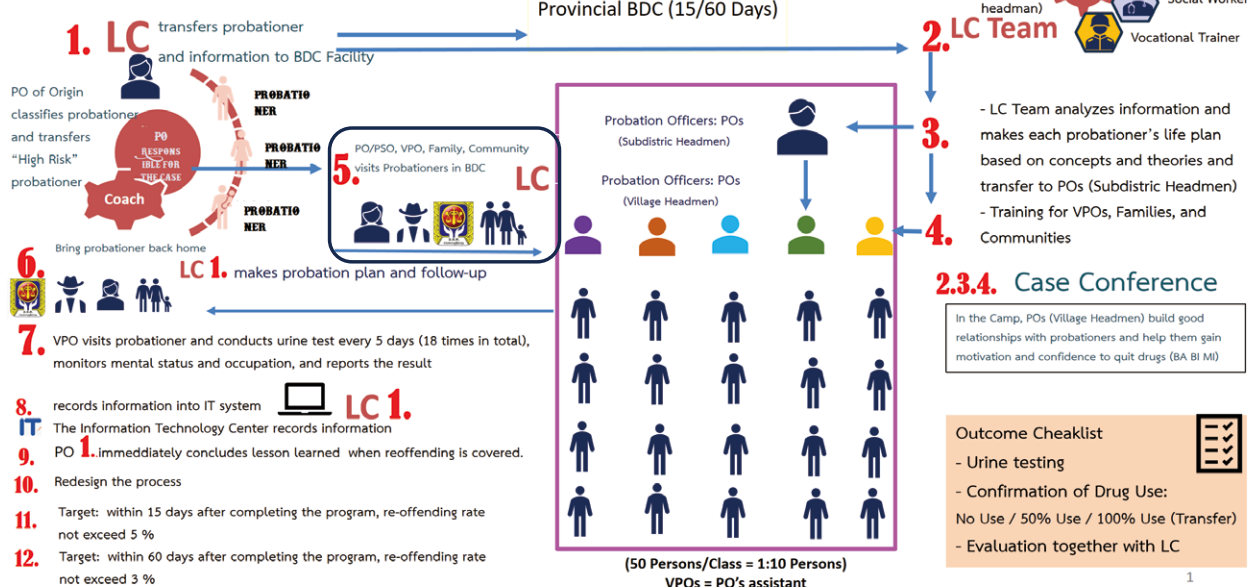 Provincial BDC (15/60 Days)
headman)
Social Worker
Vocational Trainer
1. LC transfers probationer
and information to BDC Facility
2. LC Team
PO of Origin
classifies probationer
and transfers
“High Risk”
probationer
PROBATIO
NER
PROBATIO
NER
PROBATIO
NER
PO
RESPONS
IBLE FOR
THE CASE
Coach
5.
PO/PSO, VPO, Family, Community
visits Probationers in BDC
LC
Probation Officers: POs
(Subdistric Headmen)
Probation Officers: POs
(Village Headmen)
3.
4.
- LC Team analyzes information and
makes each probationer’s life plan
based on concepts and theories and
transfer to POs (Subdistric Headmen)
- Training for VPOs, Families, and
Communities
2.3.4. Case Conference
In the Camp, POs (Village Headmen) build good
relationships with probationers and help them gain
motivation and confidence to quit drugs (BA BI MI)
6.
Bring probationer back home
LC 1. makes probation plan and follow-up
7. VPO visits probationer and conducts urine test every 5 days (18 times in total),
monitors mental status and occupation, and reports the result
8. records information into IT system
LC 1.
IT The Information Technology Center records information
9. PO 1. immeddiately concludes lesson learned when reoffending is covered.
10. Redesign the process
11. Target: within 15 days after completing the program, re-offending rate
not exceed 5 %
12. Target: within 60 days after completing the program, re-offending rate
not exceed 3 %
Outcome Cheaklist
- Urine testing
- Confirmation of Drug Use:
No Use / 50% Use / 100% Use (Transfer)
- Evaluation together with LC
(50 Persons/Class = 1:10 Persons)
VPOs = PO’s assistant
1